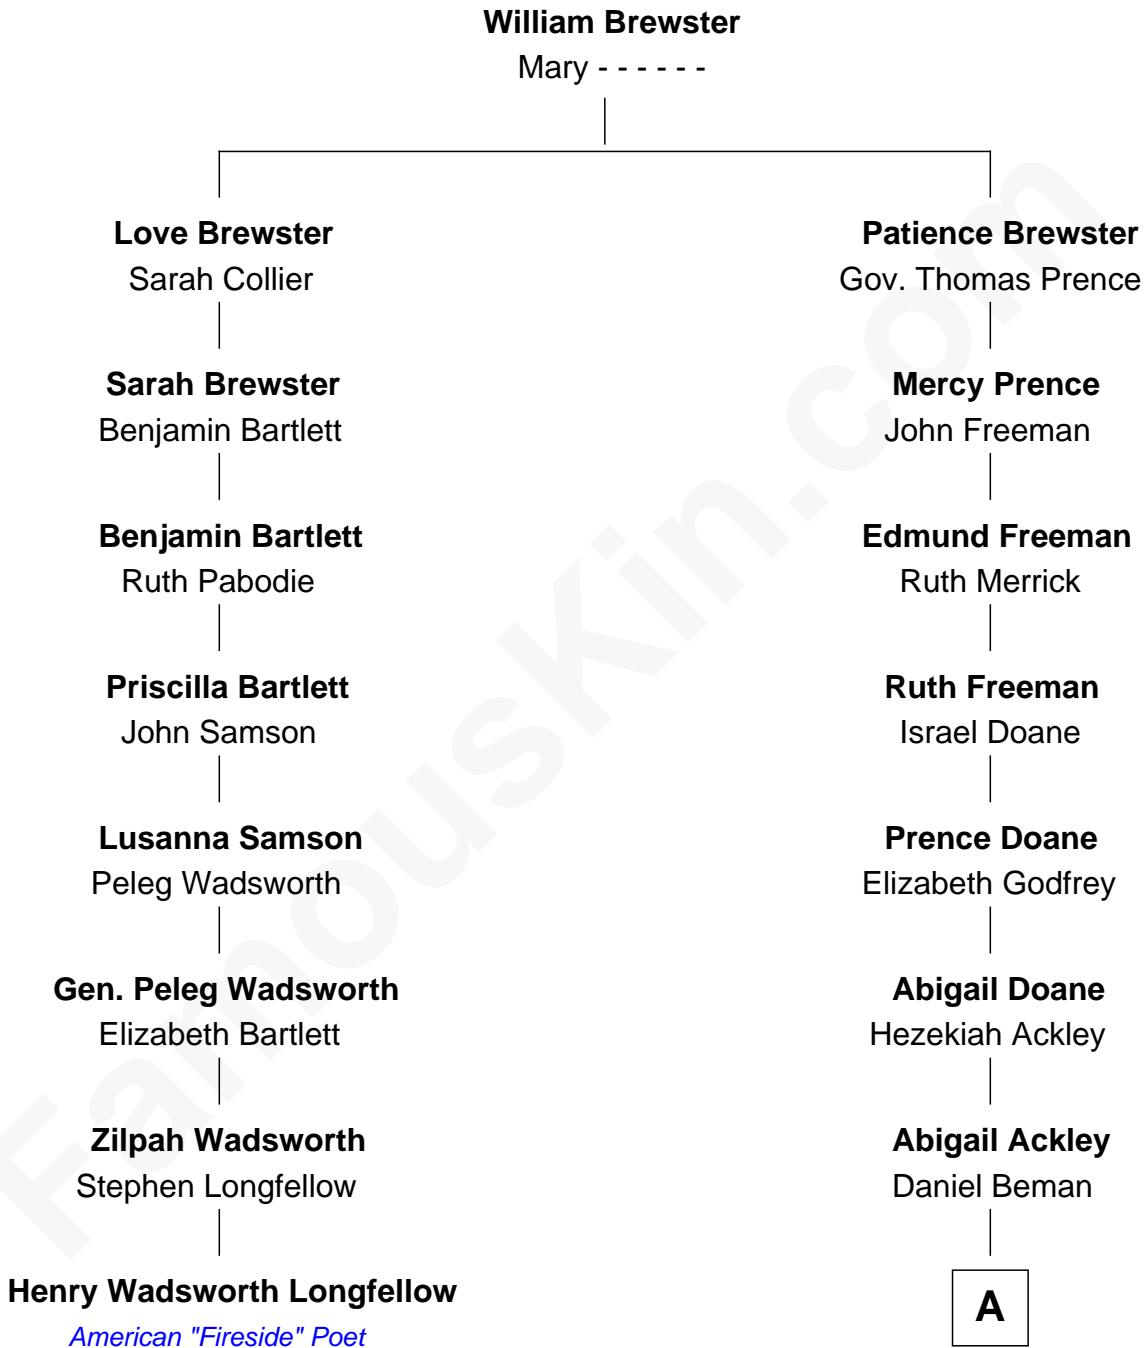 William Brewster
Mary - - - - - -
Love Brewster
Sarah Collier
Patience Brewster
Gov. Thomas Prence
Sarah Brewster
Benjamin Bartlett
Mercy Prence
John Freeman
Benjamin Bartlett
Ruth Pabodie
Edmund Freeman
Ruth Merrick
Priscilla Bartlett
John Samson
Ruth Freeman
Israel Doane
Lusanna Samson
Peleg Wadsworth
Prence Doane
Elizabeth Godfrey
Gen. Peleg Wadsworth
Elizabeth Bartlett
Abigail Doane
Hezekiah Ackley
Zilpah Wadsworth
Stephen Longfellow
Abigail Ackley
Daniel Beman
Henry Wadsworth Longfellow
American "Fireside" Poet
A
FamousKin.com